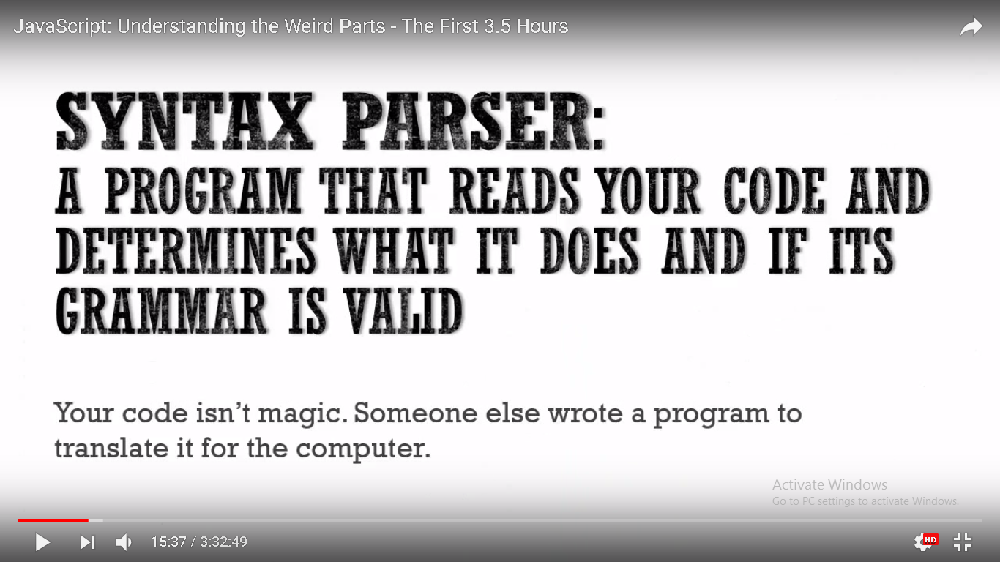 JavaScript: Understanding the Weird Parts - The First 3.5 Hours
SYNTAX PARSER:
A PROGRAM THAT READS YOUR CODE AND
DETERMINES WHAT IT DOES AND IF ITS
GRAMMAR IS VALID
Your code isn’t magic. Someone else wrote a program to
translate it for the computer.
Activate Windows
Go to PC settings to activate Windows.
15:37 / 3:32:49
HD